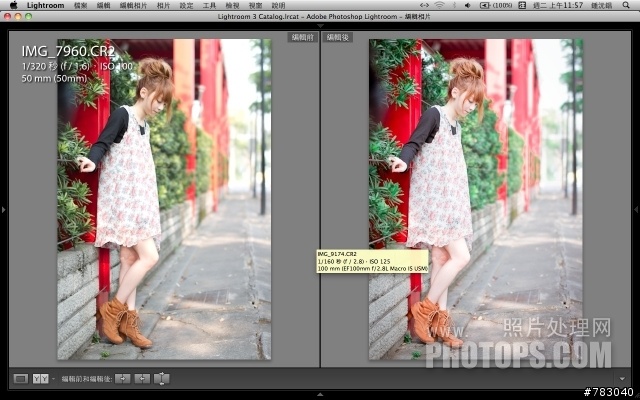 Lightroom 檔案 編輯 編輯相片 相片 設定 工具 檢視 視窗 說明
(100%) 週二 上午11:57 鍾沈錨
Lightroom 3 Catalog.lrcat - Adobe Photoshop Lightroom - 編輯相片
IMG_7960.CR2
1/320 秒 (f / 1.6)、ISO 100
50 mm (50mm)
編輯前 編輯後
IMG_9174.CR2
1/160 秒 (f / 2.8)、ISO 125
100 mm (EF100mm f/2.8L Macro IS USM)
www. 照片处理网
PHOTOPS.COM
YY 編輯前和編輯後:
#783040